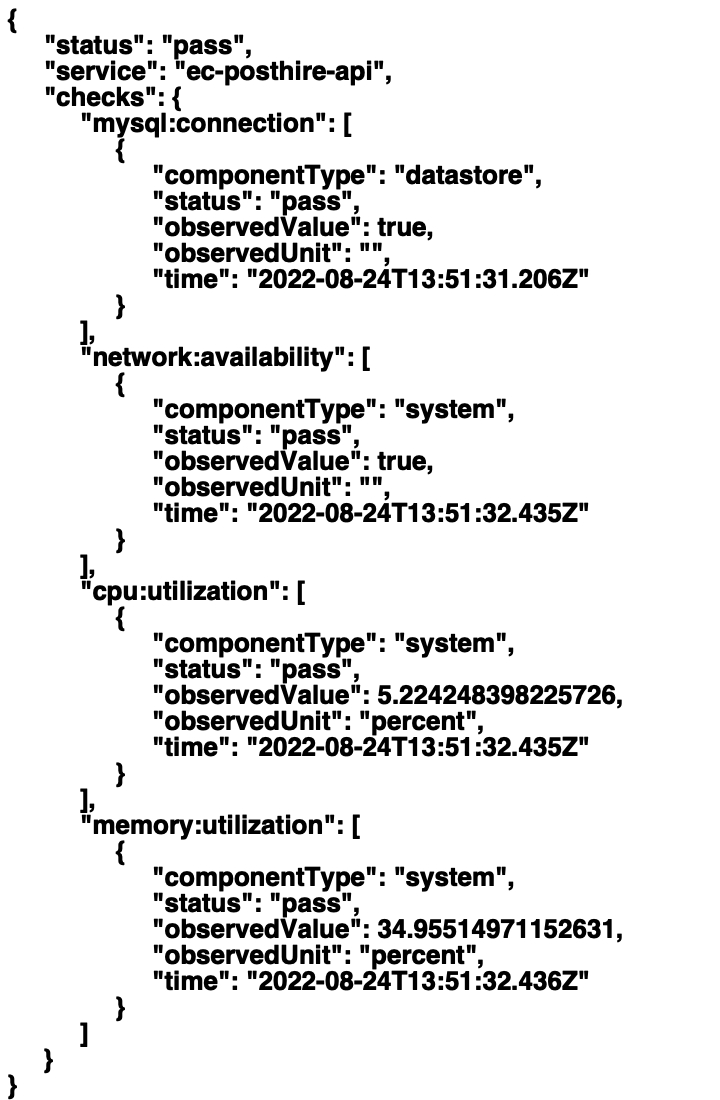 {
"status": "pass",
"service": "ec-posthire-api",
"checks": {
"mysql:connection": [
{
"componentType": "datastore",
"status": "pass",
"observedValue": true,
"observedUnit": "",
"time": "2022-08-24T13:51:31.206Z"
}
],
"network:availability": [
{
"componentType": "system",
"status": "pass",
"observedValue": true,
"observedUnit": "",
"time": "2022-08-24T13:51:32.435Z"
}
],
"cpu:utilization": [
{
"componentType": "system",
"status": "pass",
"observedValue": 5.224248398225726,
"observedUnit": "percent",
"time": "2022-08-24T13:51:32.435Z"
}
],
"memory:utilization": [
{
"componentType": "system",
"status": "pass",
"observedValue": 34.95514971152631,
"observedUnit": "percent",
"time": "2022-08-24T13:51:32.436Z"
}
]
}
}